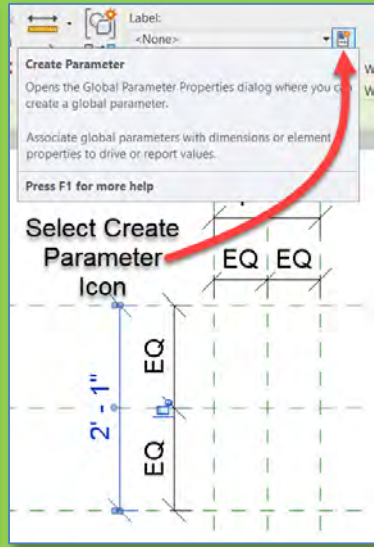 Label:
<None>
Create Parameter
Opens the Global Parameter Properties dialog where you can
create a global parameter.
Associate global parameters with dimensions or element
properties to drive or report values.
Press F1 for more help
Select Create
Parameter
Icon
EQ EQ
EQ
2' - 1"
EQ